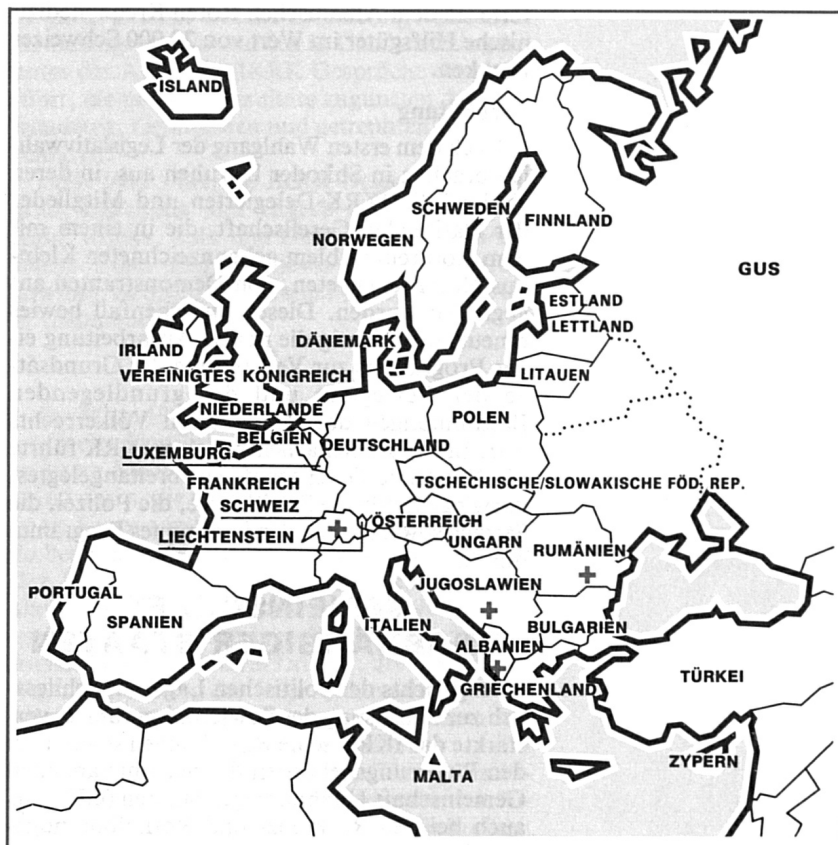 ISLAND
SCHWEDEN
FINNLAND
NORWEGEN
GUS
ESTLAND
LETTLAND
DÄNEMARK
IRLAND
LITAUEN
VEREINIGTES KÖNIGREICH
NIEDERLANDE
POLEN
BELGIEN
DEUTSCHLAND
LUXEMBURG
FRANKREICH
TSCHECHISCHE/SLOWAKISCHE FÖD. REP.
SCHWEIZ
ÖSTERREICH
LIECHTENSTEIN
UNGARN
RUMÄNIEN
JUGOSLAWIEN
PORTUGAL
SPANIEN
ITALIEN
BULGARIEN
ALBANIEN
GRIECHENLAND
TÜRKEI
MALTA
ZYPERN